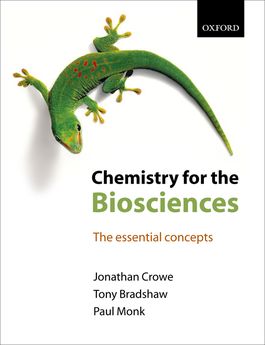 OXFORD
Chemistry for the
Biosciences
The essential concepts
Jonathan Crowe
Tony Bradshaw
Paul Monk